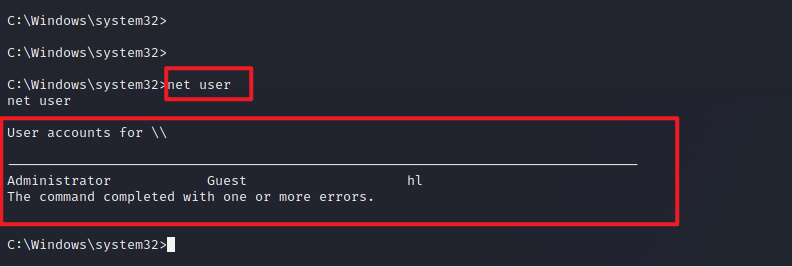 C:\Windows\system32>
C:\Windows\system32>
C:\Windows\system32>net user
net user
User accounts for \\
-------------------------------------------------------------------------------
Administrator            Guest                    hl
The command completed with one or more errors.
C:\Windows\system32>